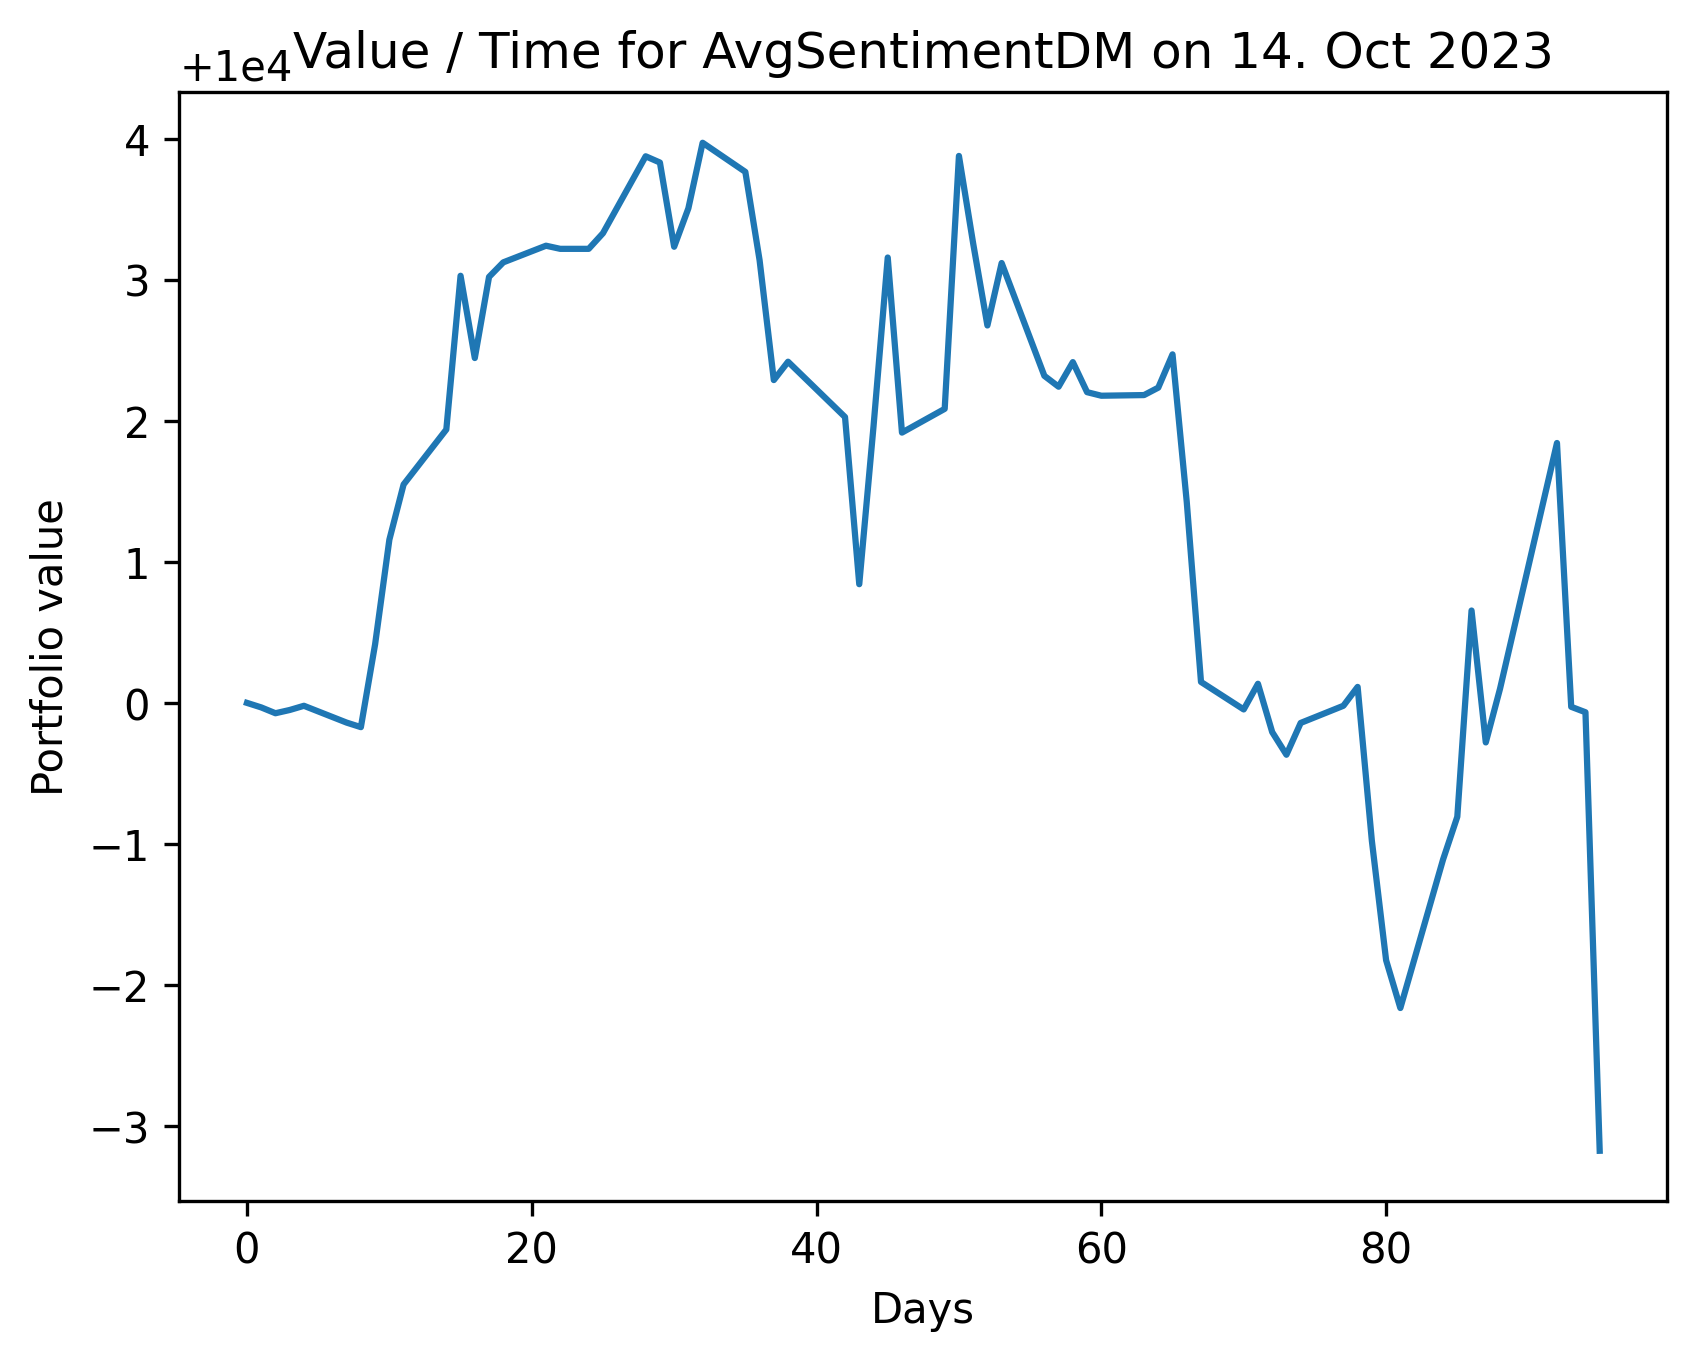 Value / Time for AvgSentimentDM on 14. Oct 2023
+1e4
4
3
2
1
0
−1
−2
−3
Portfolio value
0 20 40 60 80
Days